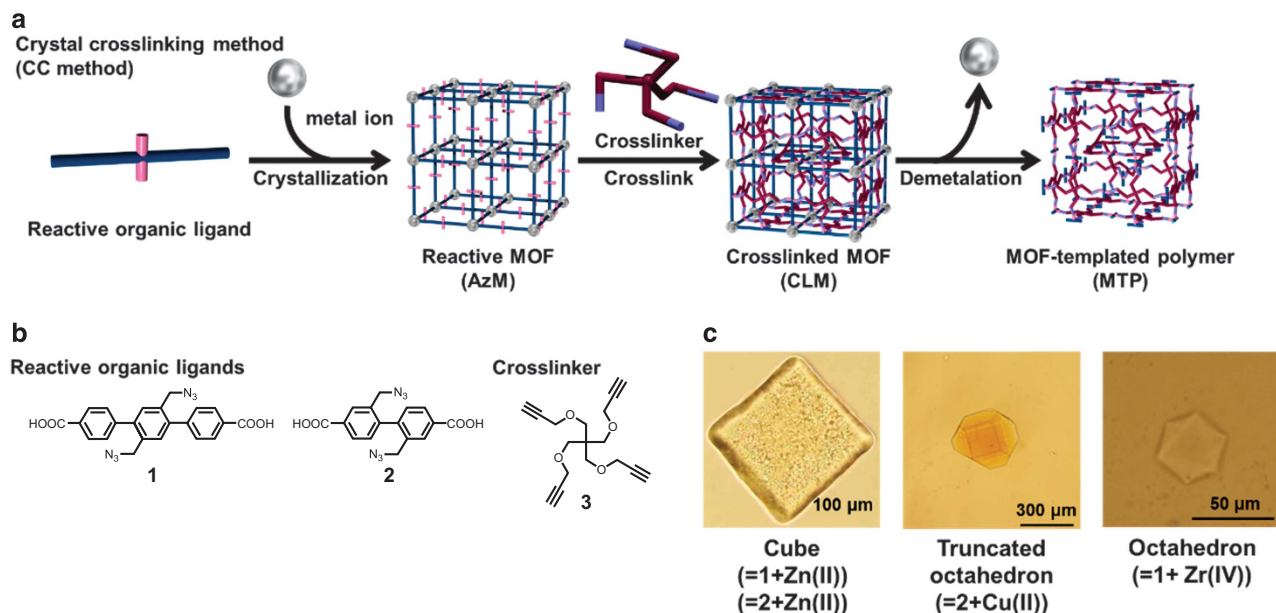 a
Crystal crosslinking method
(CC method)
metal ion
Crystallization
Reactive organic ligand
Reactive MOF
(AzM)
Crosslinker
Crosslink
Crosslinked MOF
(CLM)
Demetalation
MOF-templated polymer
(MTP)
b
Reactive organic ligands
Crosslinker
N3
HOOC
COOH
N3
1
N3
HOOC
COOH
N3
2
O
O
O
O
3
c
100 µm
300 µm
50 µm
Cube
(=1+Zn(II))
(=2+Zn(II))
Truncated
octahedron
(=2+Cu(II))
Octahedron
(=1+ Zr(IV))